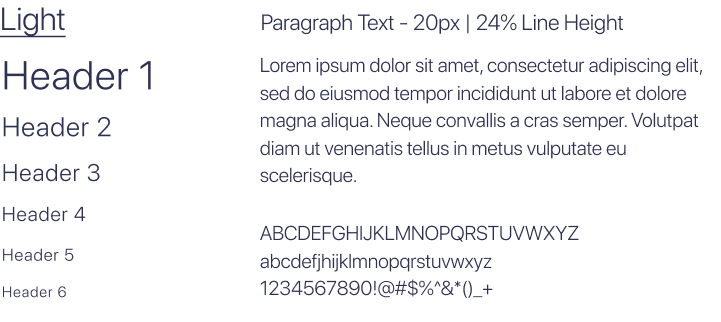 Light
Header 1
Header 2
Header 3
Header 4
Header 5
Header 6
Paragraph Text - 20px | 24% Line Height
Lorem ipsum dolor sit amet, consectetur adipiscing elit,
sed do eiusmod tempor incididunt ut labore et dolore
magna aliqua. Neque convallis a cras semper. Volutpat
diam ut venenatis tellus in metus vulputate eu
scelerisque.
ABCDEFGHIJKLMNOPQRSTUVWXYZ
abcdefjhijklmnopqrstuvwxyz
1234567890!@#$%^&*()_+